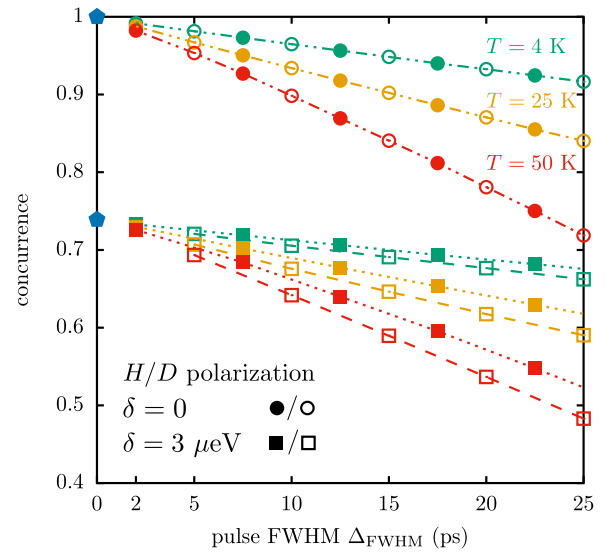 1
0.9
0.8
0.7
0.6
0.5
0.4
concurrence
T = 4 K
T = 25 K
T = 50 K
H/D polarization
δ = 0 ●/○
δ = 3 μeV ■/□
0 2 5 10 15 20 25
pulse FWHM Δ_FWHM (ps)